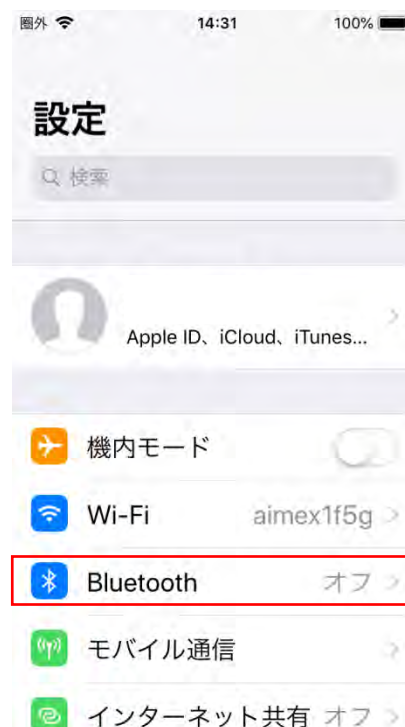 圏外 14:31 100%
設定
検索
Apple ID、iCloud、iTunes...
機内モード
Wi-Fi aimex1f5g
Bluetooth オフ
モバイル通信
インターネット共有 オフ